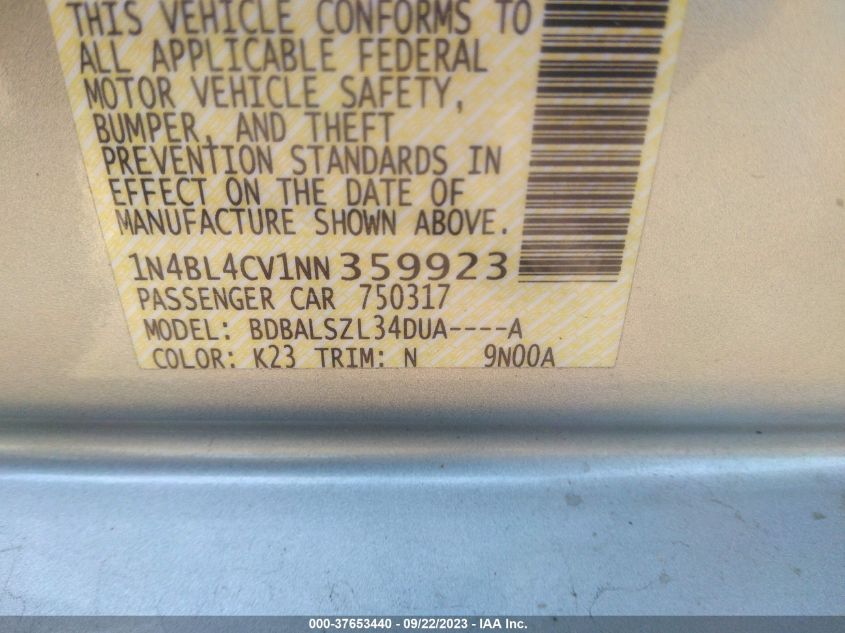 THIS VEHICLE CONFORMS TO
ALL APPLICABLE FEDERAL
MOTOR VEHICLE SAFETY,
BUMPER, AND THEFT
PREVENTION STANDARDS IN
EFFECT ON THE DATE OF
MANUFACTURE SHOWN ABOVE.
1N4BL4CV1NN 359923
PASSENGER CAR 750317
MODEL: BDBALSZL34DUA----A
COLOR: K23 TRIM: N 9N00A
000-37653440 - 09/22/2023 - IAA Inc.